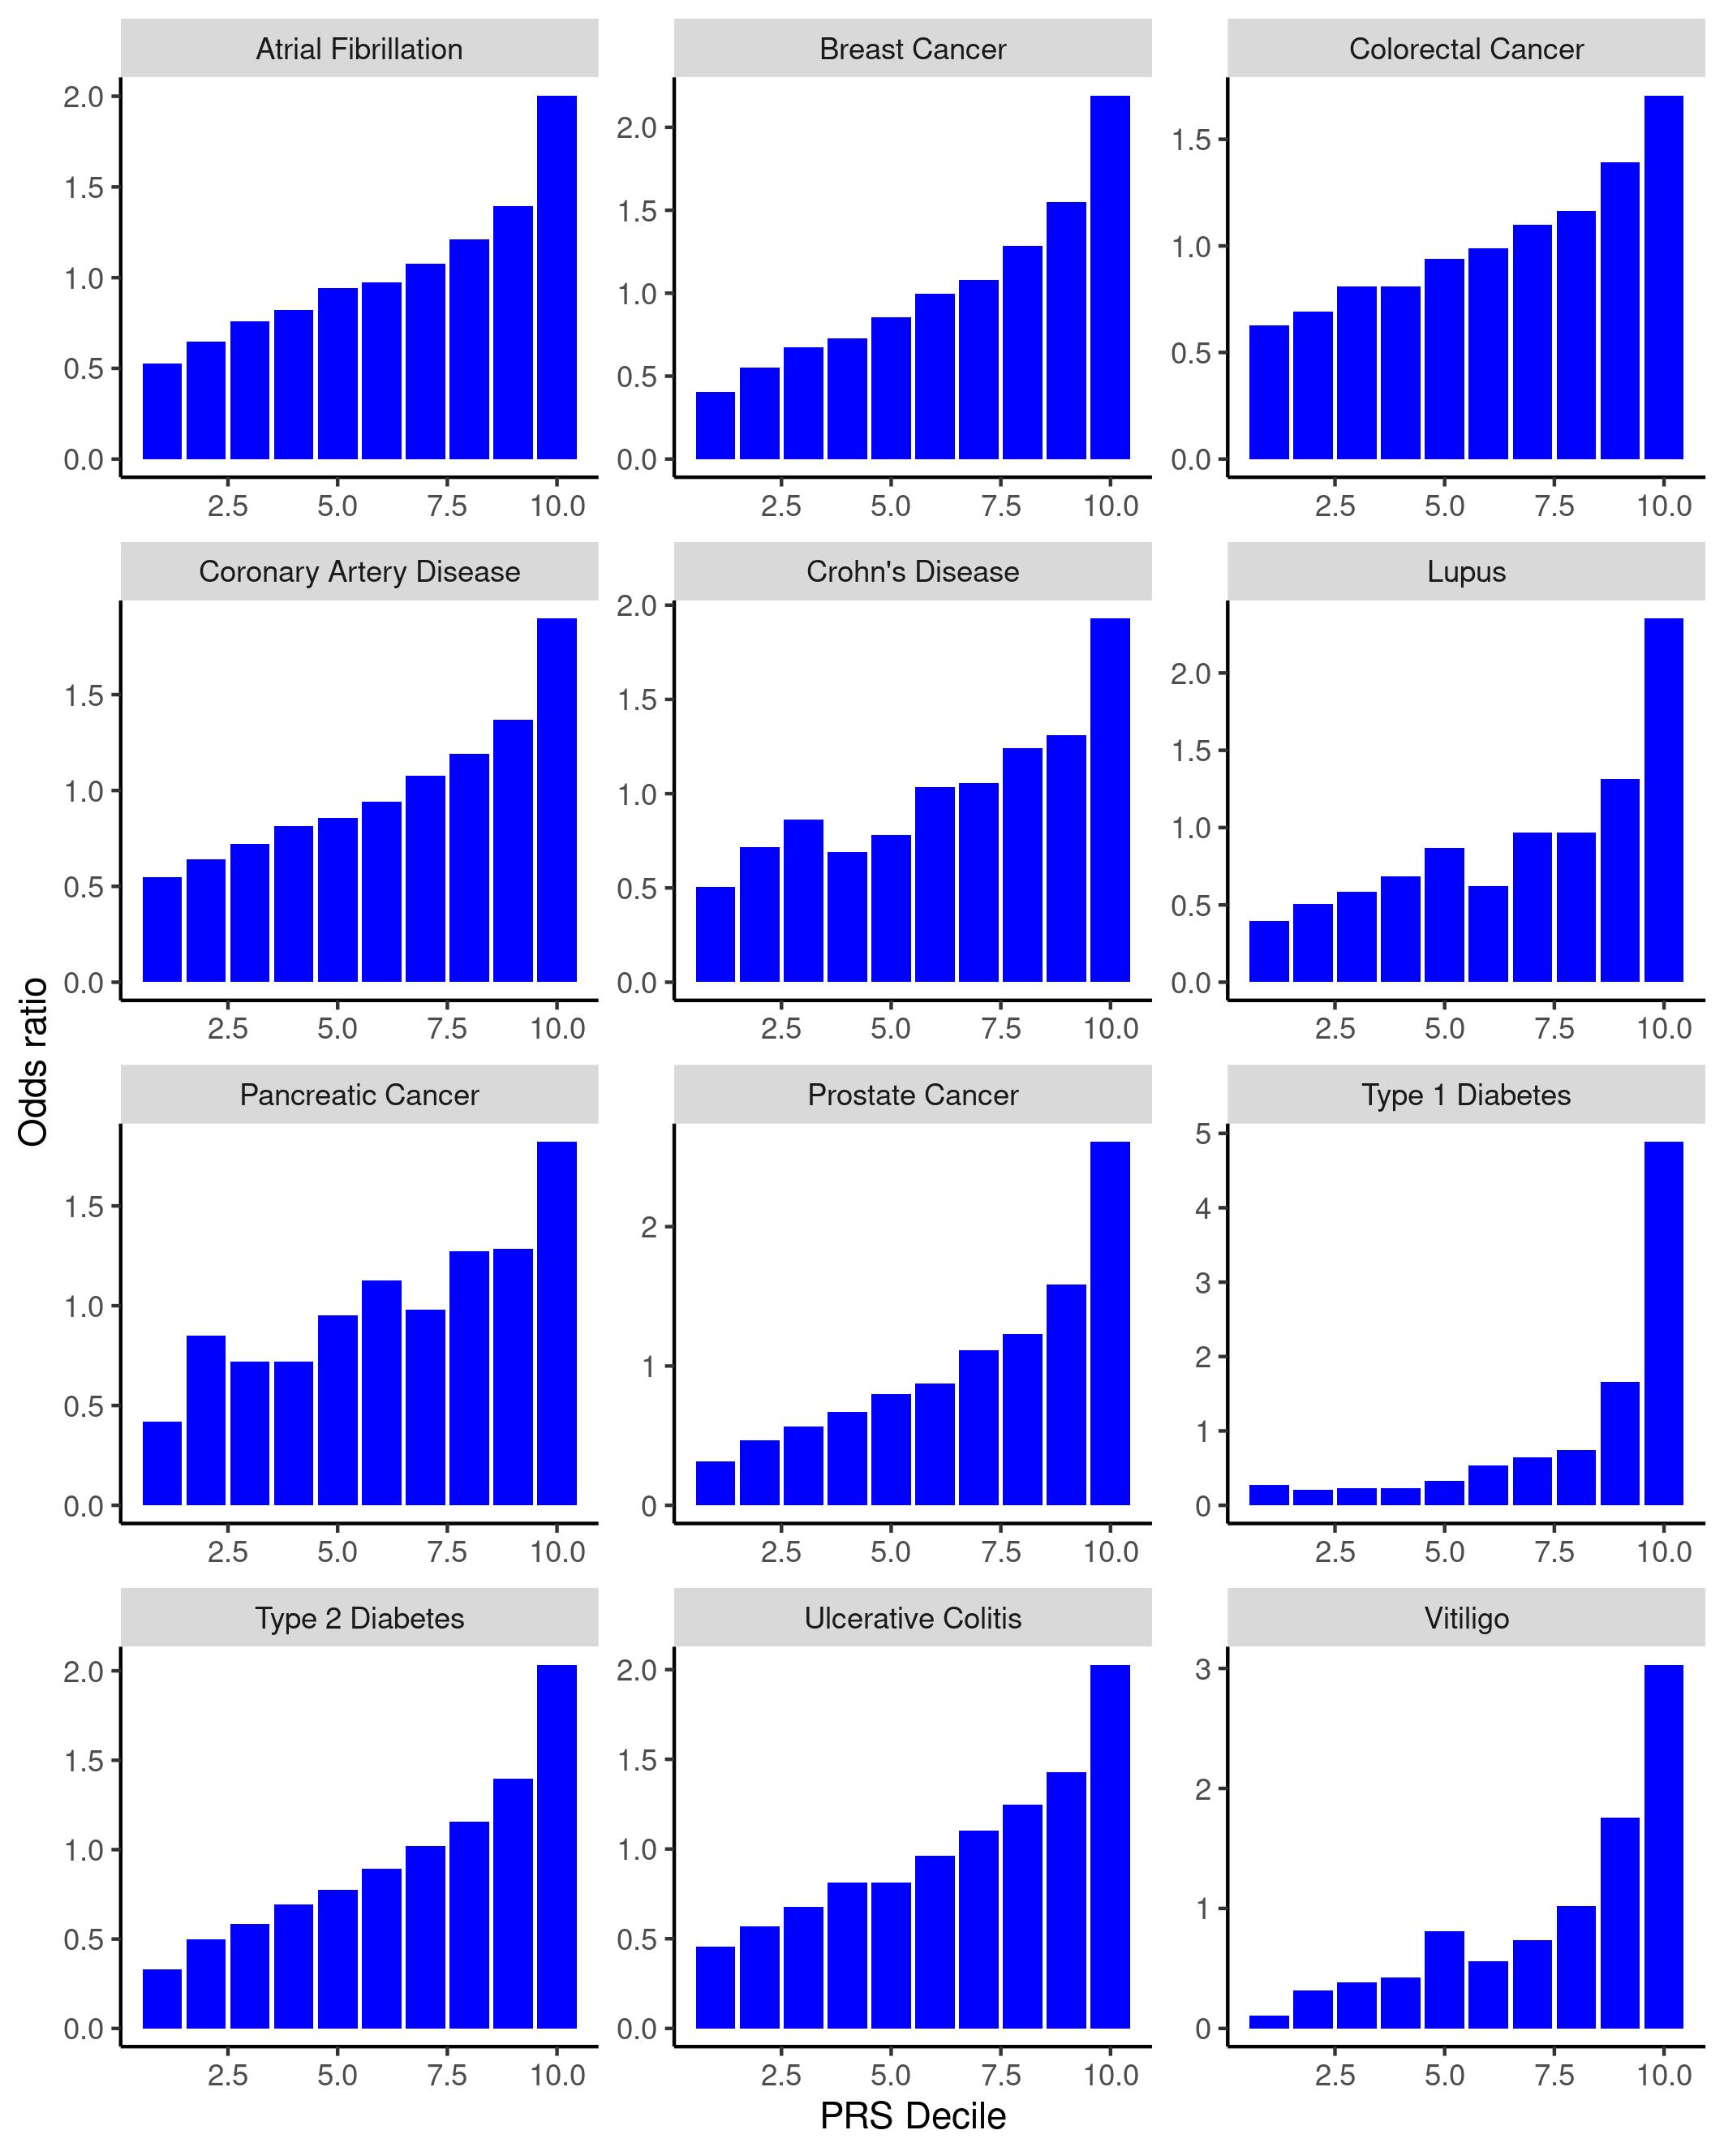 Atrial Fibrillation
Breast Cancer
Colorectal Cancer
2.0
1.5
1.0
0.5
0.0
2.5 5.0 7.5 10.0
2.0
1.5
1.0
0.5
0.0
2.5 5.0 7.5 10.0
1.5
1.0
0.5
0.0
2.5 5.0 7.5 10.0
Coronary Artery Disease
Crohn's Disease
Lupus
1.5
1.0
0.5
0.0
2.5 5.0 7.5 10.0
2.0
1.5
1.0
0.5
0.0
2.5 5.0 7.5 10.0
2.0
1.5
1.0
0.5
0.0
2.5 5.0 7.5 10.0
Odds ratio
Pancreatic Cancer
Prostate Cancer
Type 1 Diabetes
1.5
1.0
0.5
0.0
2.5 5.0 7.5 10.0
2
1
0
2.5 5.0 7.5 10.0
5
4
3
2
1
0
2.5 5.0 7.5 10.0
Type 2 Diabetes
Ulcerative Colitis
Vitiligo
2.0
1.5
1.0
0.5
0.0
2.5 5.0 7.5 10.0
2.0
1.5
1.0
0.5
0.0
2.5 5.0 7.5 10.0
3
2
1
0
2.5 5.0 7.5 10.0
PRS Decile